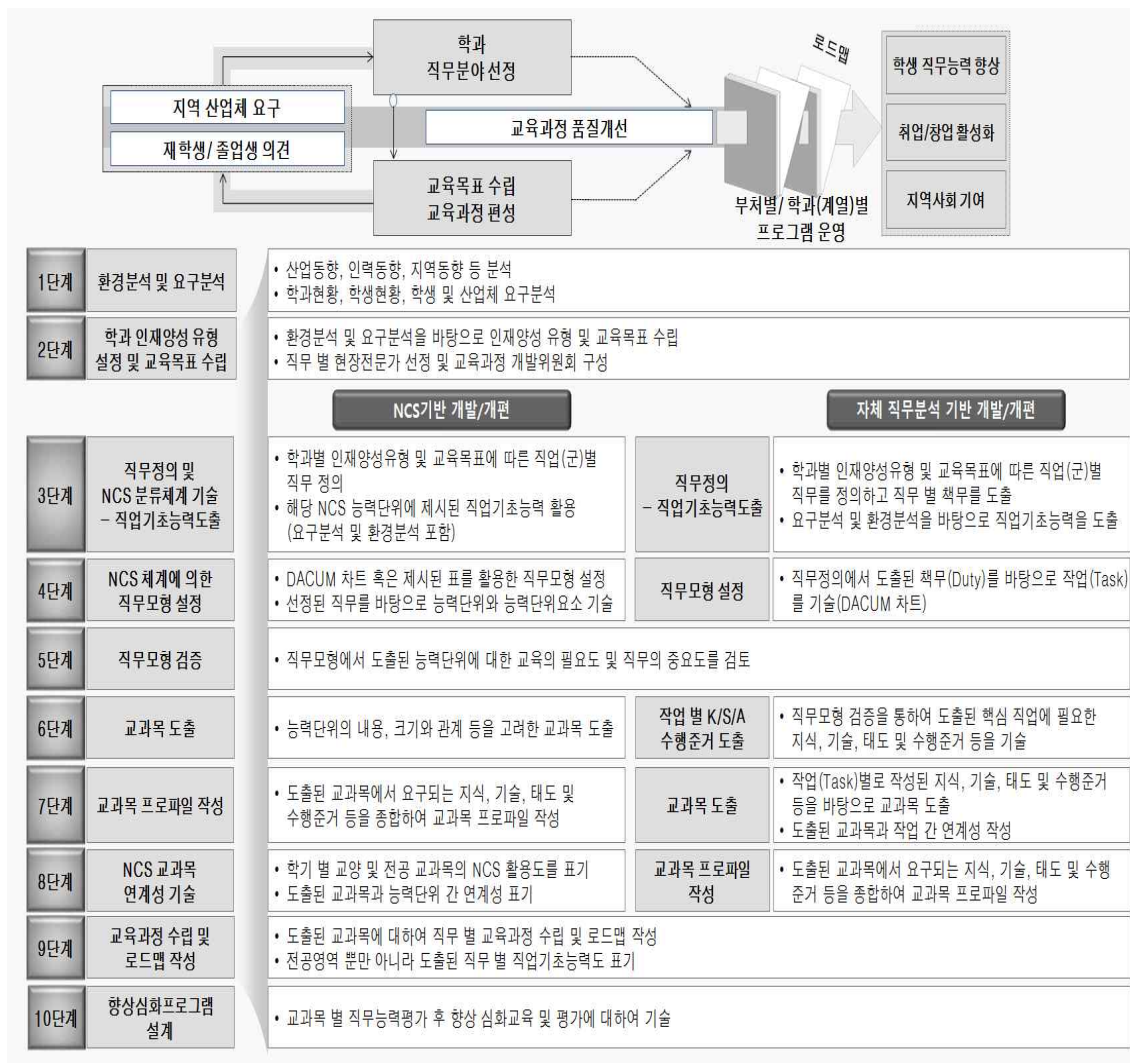 학과
직무분야 선정
로드맵
학생 직무능력 향상
지역 산업체 요구
교육과정 품질개선
취업/창업 활성화
재학생/ 졸업생 의견
교육목표 수립
교육과정 편성
지역사회 기여
부처별/ 학과(계열)별
프로그램 운영
1단계
환경분석 및 요구분석
• 산업동향, 인력동향, 지역동향 등 분석
• 학과현황, 학생현황, 학생 및 산업체 요구분석
2단계
학과 인재양성 유형
설정 및 교육목표 수립
• 환경분석 및 요구분석을 바탕으로 인재양성 유형 및 교육목표 수립
• 직무 별 현장전문가 선정 및 교육과정 개발위원회 구성
NCS기반 개발/개편
자체 직무분석 기반 개발/개편
3단계
직무정의 및
NCS 분류체계 기술
– 직업기초능력도출
• 학과별 인재양성유형 및 교육목표에 따른 직업(군)별
직무 정의
• 해당 NCS 능력단위에 제시된 직업기초능력 활용
(요구분석 및 환경분석 포함)
직무정의
– 직업기초능력도출
• 학과별 인재양성유형 및 교육목표에 따른 직업(군)별
직무를 정의하고 직무 별 책무를 도출
• 요구분석 및 환경분석을 바탕으로 직업기초능력을 도출
4단계
NCS 체계에 의한
직무모형 설정
• DACUM 차트 혹은 제시된 표를 활용한 직무모형 설정
• 선정된 직무를 바탕으로 능력단위와 능력단위요소 기술
직무모형 설정
• 직무정의에서 도출된 책무(Duty)를 바탕으로 작업(Task)
를 기술(DACUM 차트)
5단계
직무모형 검증
• 직무모형에서 도출된 능력단위에 대한 교육의 필요도 및 직무의 중요도를 검토
6단계
교과목 도출
• 능력단위의 내용, 크기와 관계 등을 고려한 교과목 도출
작업 별 K/S/A
수행준거 도출
• 직무모형 검증을 통하여 도출된 핵심 직업에 필요한
지식, 기술, 태도 및 수행준거 등을 기술
7단계
교과목 프로파일 작성
• 도출된 교과목에서 요구되는 지식, 기술, 태도 및
수행준거 등을 종합하여 교과목 프로파일 작성
교과목 도출
• 작업(Task)별로 작성된 지식, 기술, 태도 및 수행준거
등을 바탕으로 교과목 도출
• 도출된 교과목과 작업 간 연계성 작성
8단계
NCS 교과목
연계성 기술
• 학기 별 교양 및 전공 교과목의 NCS 활용도를 표기
• 도출된 교과목과 능력단위 간 연계성 표기
교과목 프로파일
작성
• 도출된 교과목에서 요구되는 지식, 기술, 태도 및 수행
준거 등을 종합하여 교과목 프로파일 작성
9단계
교육과정 수립 및
로드맵 작성
• 도출된 교과목에 대하여 직무 별 교육과정 수립 및 로드맵 작성
• 전공영역 뿐만 아니라 도출된 직무 별 직업기초능력도 표기
10단계
향상심화프로그램
설계
• 교과목 별 직무능력평가 후 향상 심화교육 및 평가에 대하여 기술